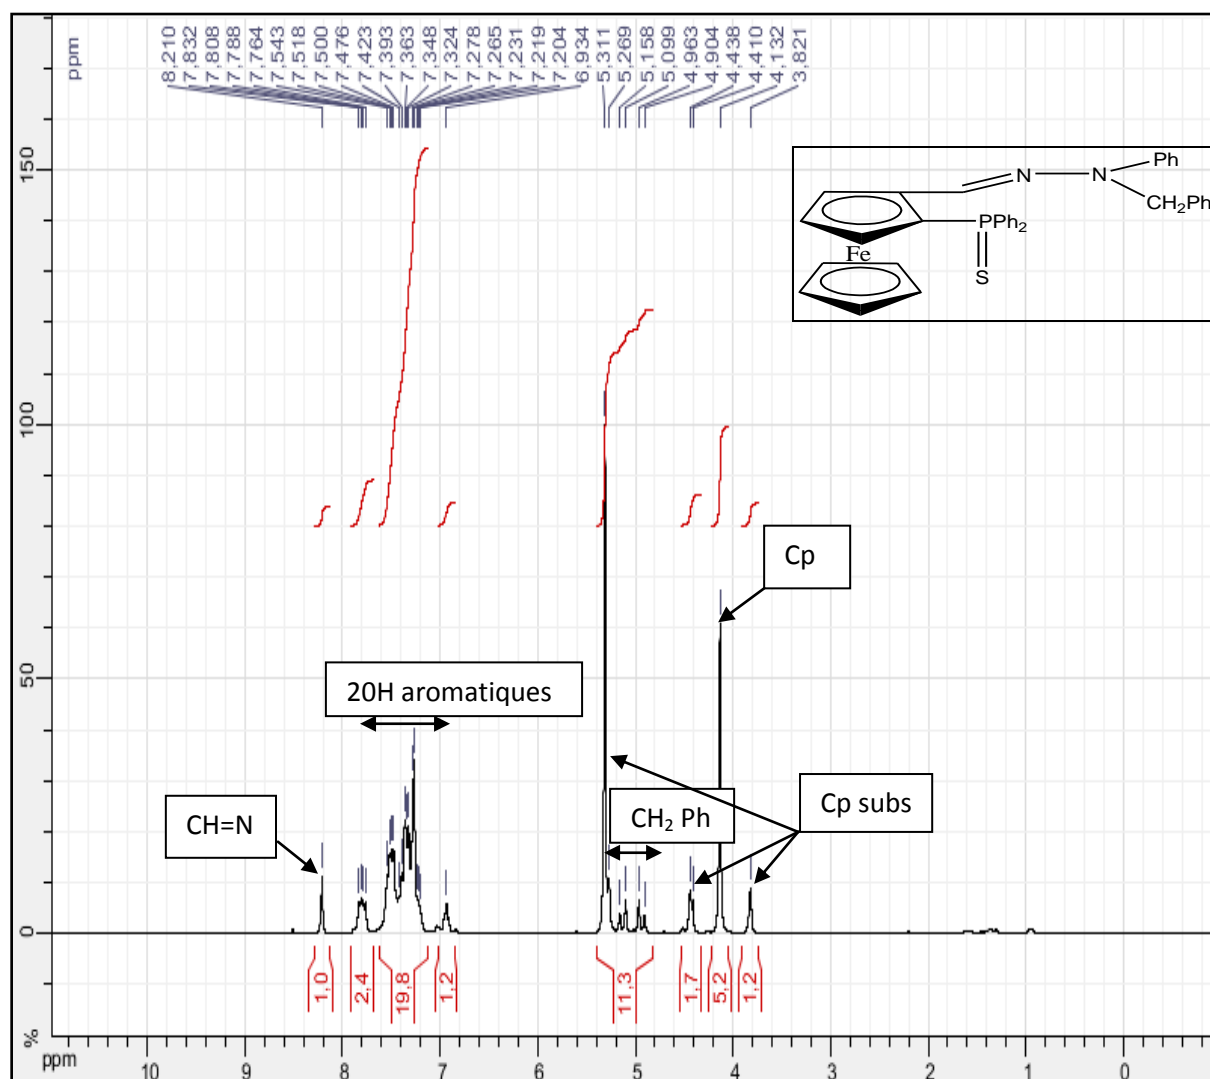 ppm
8,210
7,832
7,808
7,788
7,764
7,543
7,518
7,500
7,476
7,423
7,393
7,363
7,348
7,324
7,278
7,265
7,231
7,219
7,204
6,934
5,311
5,269
5,158
5,099
4,963
4,904
4,438
4,410
4,132
3,821
150
Ph
N
N
CH₂Ph
PPh₂
Fe
S
100
Cp
50
20H aromatiques
CH=N
CH₂ Ph
Cp subs
0
1,0
2,4
19,8
1,2
11,3
1,7
5,2
1,2
%
ppm
10 9 8 7 6 5 4 3 2 1 0